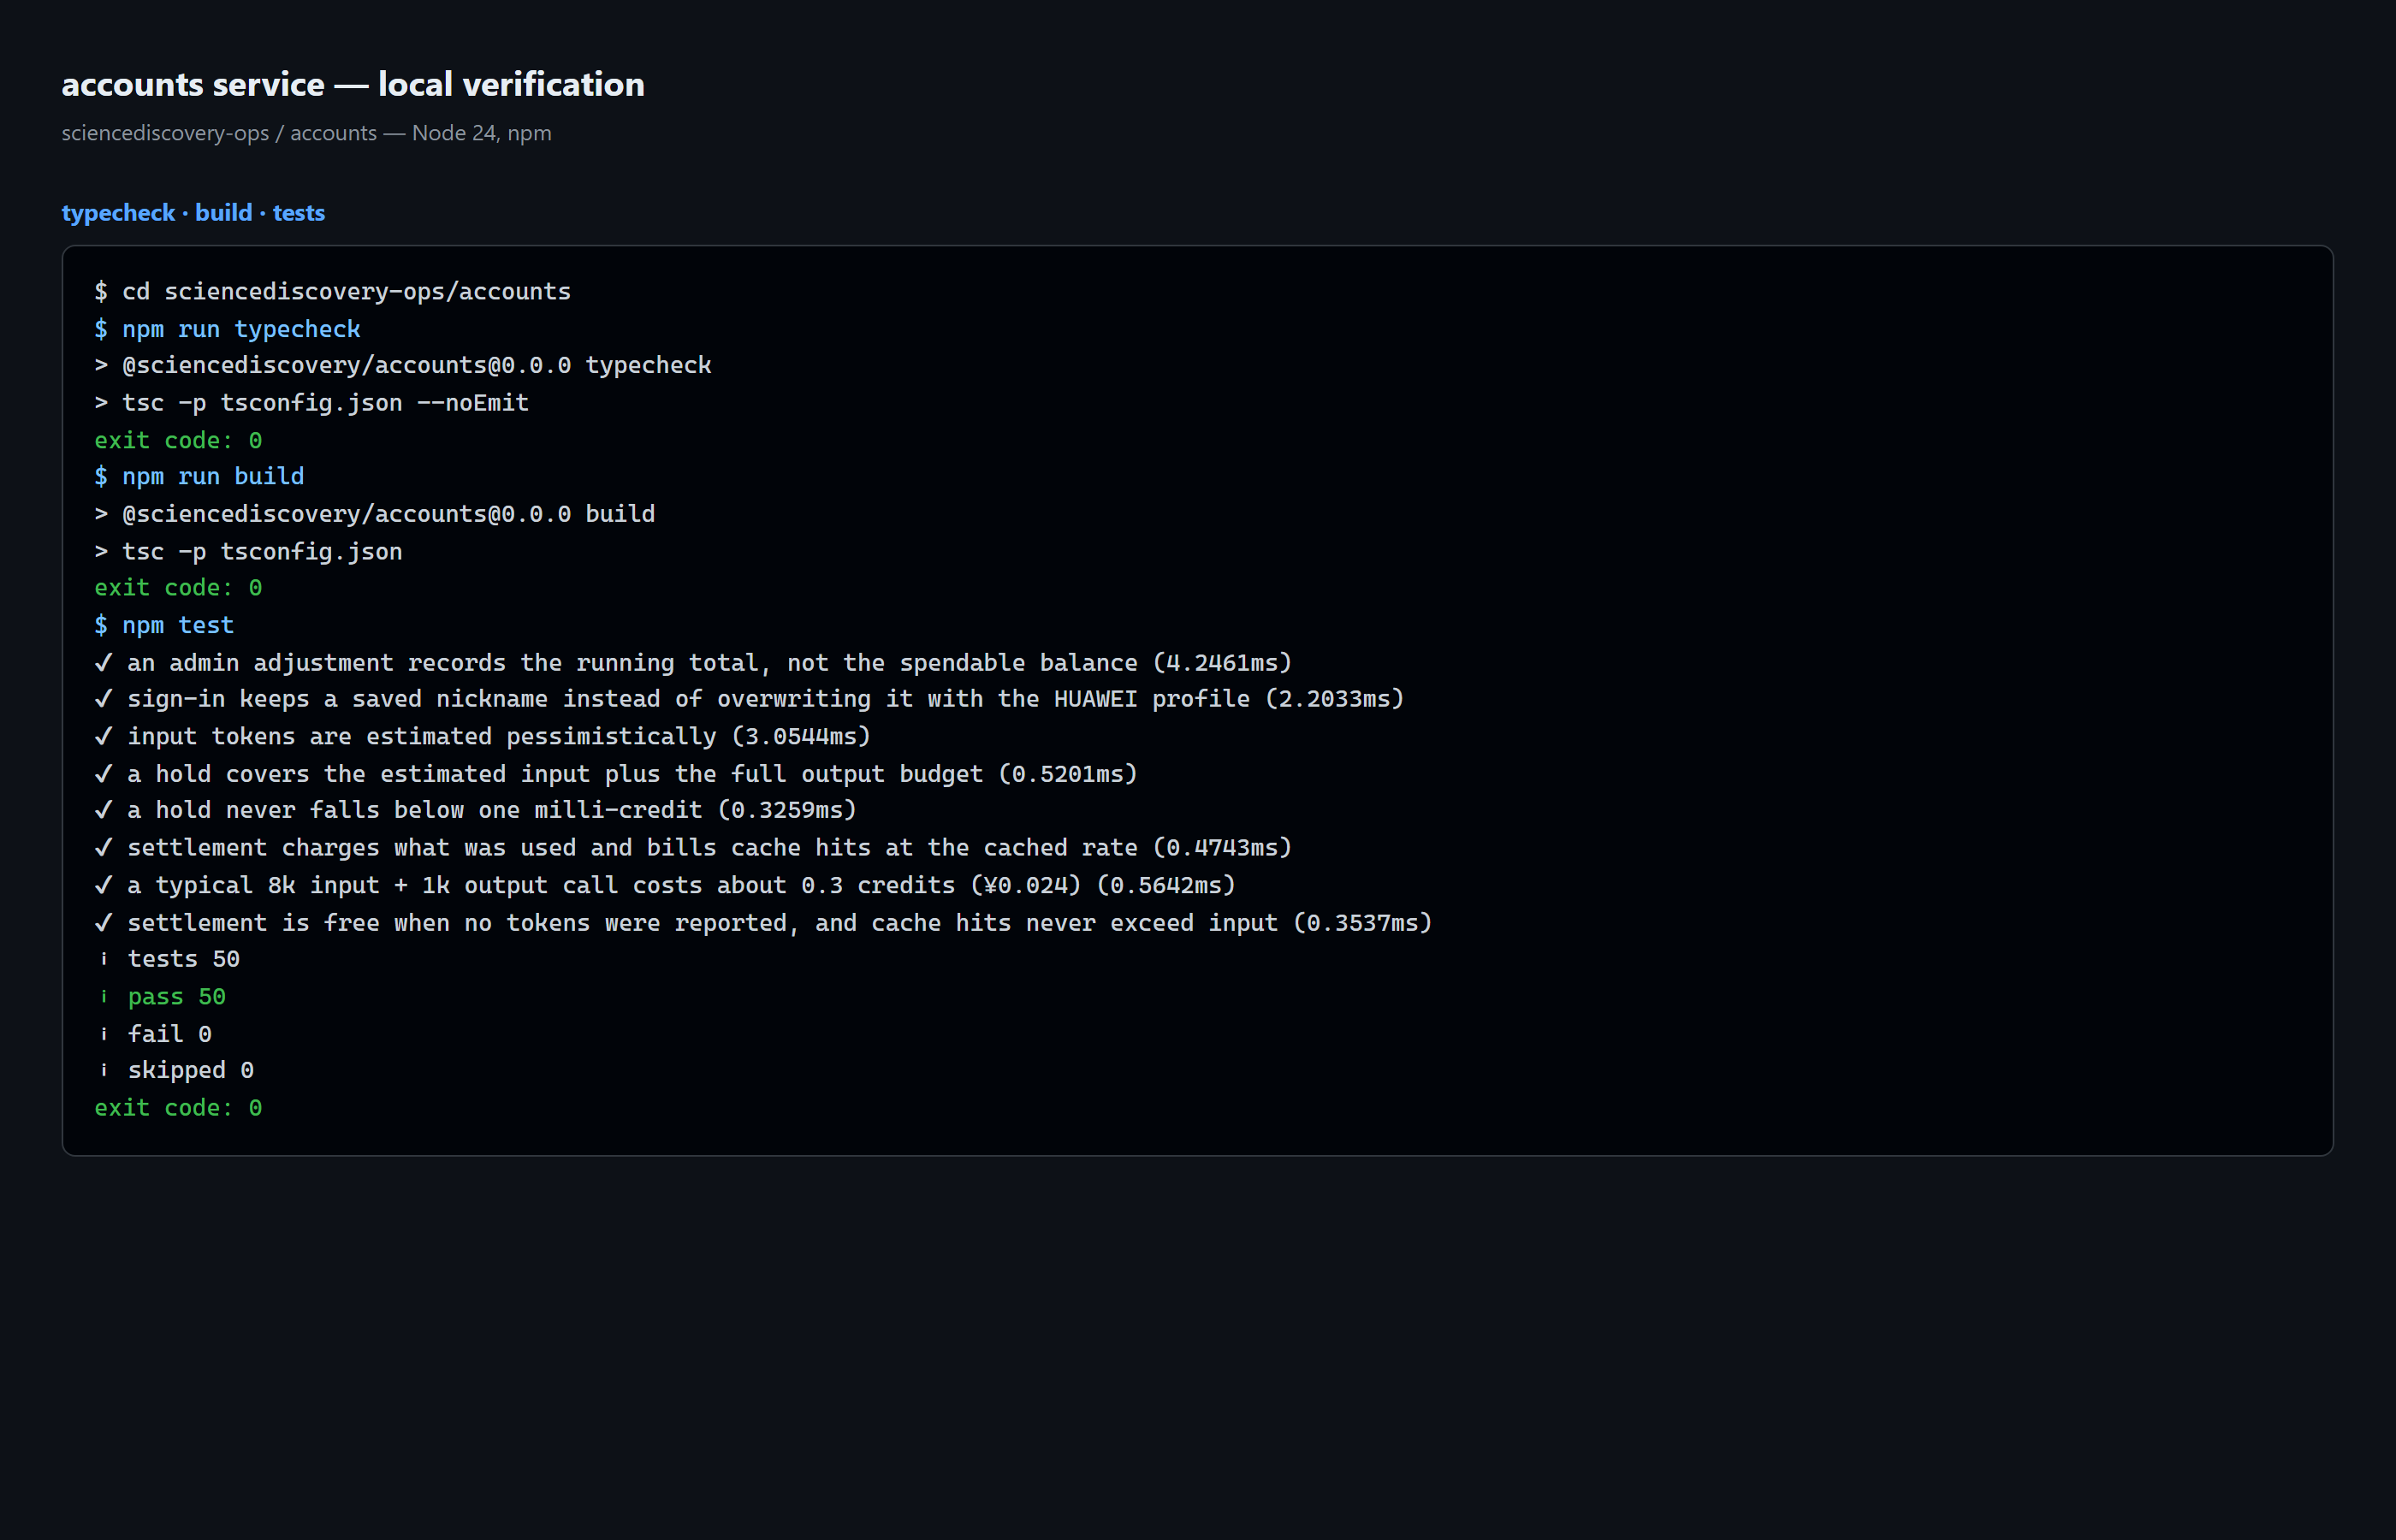 accounts service — local verification
sciencediscovery-ops / accounts — Node 24, npm
typecheck · build · tests
$ cd sciencediscovery-ops/accounts
$ npm run typecheck
> @sciencediscovery/accounts@0.0.0 typecheck
> tsc -p tsconfig.json --noEmit
exit code: 0
$ npm run build
> @sciencediscovery/accounts@0.0.0 build
> tsc -p tsconfig.json
exit code: 0
$ npm test
✓ an admin adjustment records the running total, not the spendable balance (4.2461ms)
✓ sign-in keeps a saved nickname instead of overwriting it with the HUAWEI profile (2.2033ms)
✓ input tokens are estimated pessimistically (3.0544ms)
✓ a hold covers the estimated input plus the full output budget (0.5201ms)
✓ a hold never falls below one milli-credit (0.3259ms)
✓ settlement charges what was used and bills cache hits at the cached rate (0.4743ms)
✓ a typical 8k input + 1k output call costs about 0.3 credits (¥0.024) (0.5642ms)
✓ settlement is free when no tokens were reported, and cache hits never exceed input (0.3537ms)
i tests 50
i pass 50
i fail 0
i skipped 0
exit code: 0